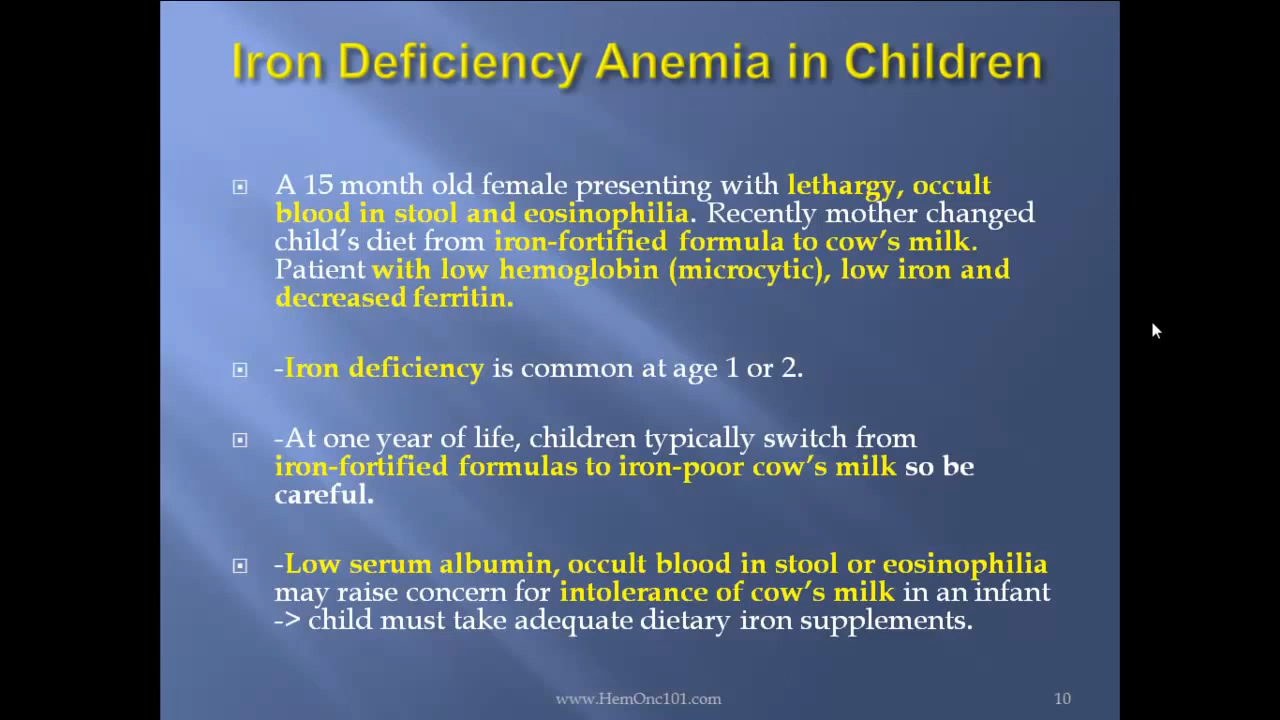 Iron Deficiency Anemia in Children
A 15 month old female presenting with lethargy, occult
blood in stool and eosinophilia. Recently mother changed
child's diet from iron-fortified formula to cow's milk.
Patient with low hemoglobin (microcytic), low iron and
decreased ferritin.
-Iron deficiency is common at age 1 or 2.
-At one year of life, children typically switch from
iron-fortified formulas to iron-poor cow's milk so be
careful.
-Low serum albumin, occult blood in stool or eosinophilia
may raise concern for intolerance of cow's milk in an infant
-> child must take adequate dietary iron supplements.
www.HemOnc101.com 10